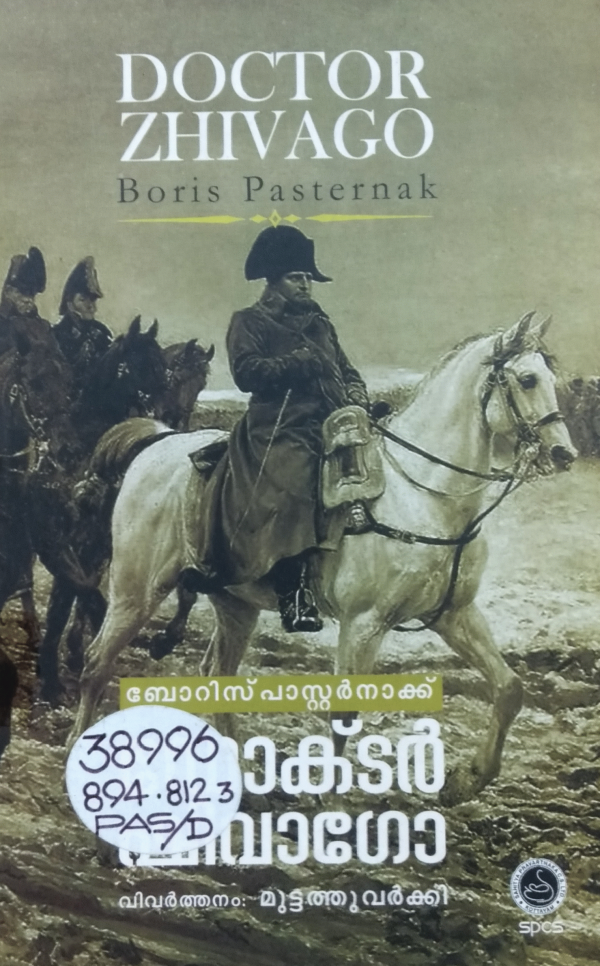 DOCTOR
ZHIVAGO
Boris Pasternak
ബോറിസ് പാസ്റ്റർനാക്ക്
38996
894.8123
PAS/D
വിവർത്തനം: മുട്ടത്തുവർക്കി
spcs